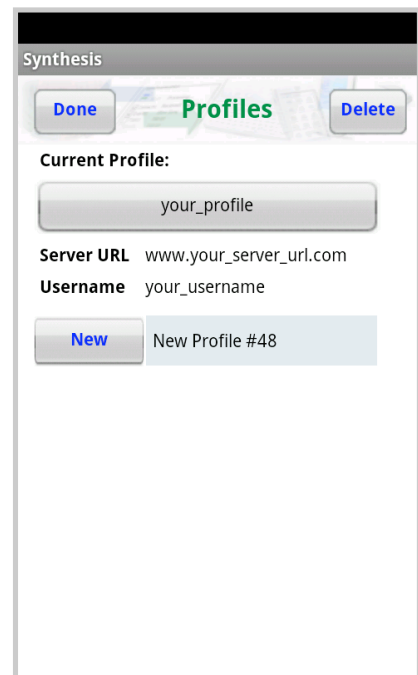 Synthesis
Done Profiles Delete
Current Profile:
your_profile
Server URL www.your_server_url.com
Username your_username
New New Profile #48